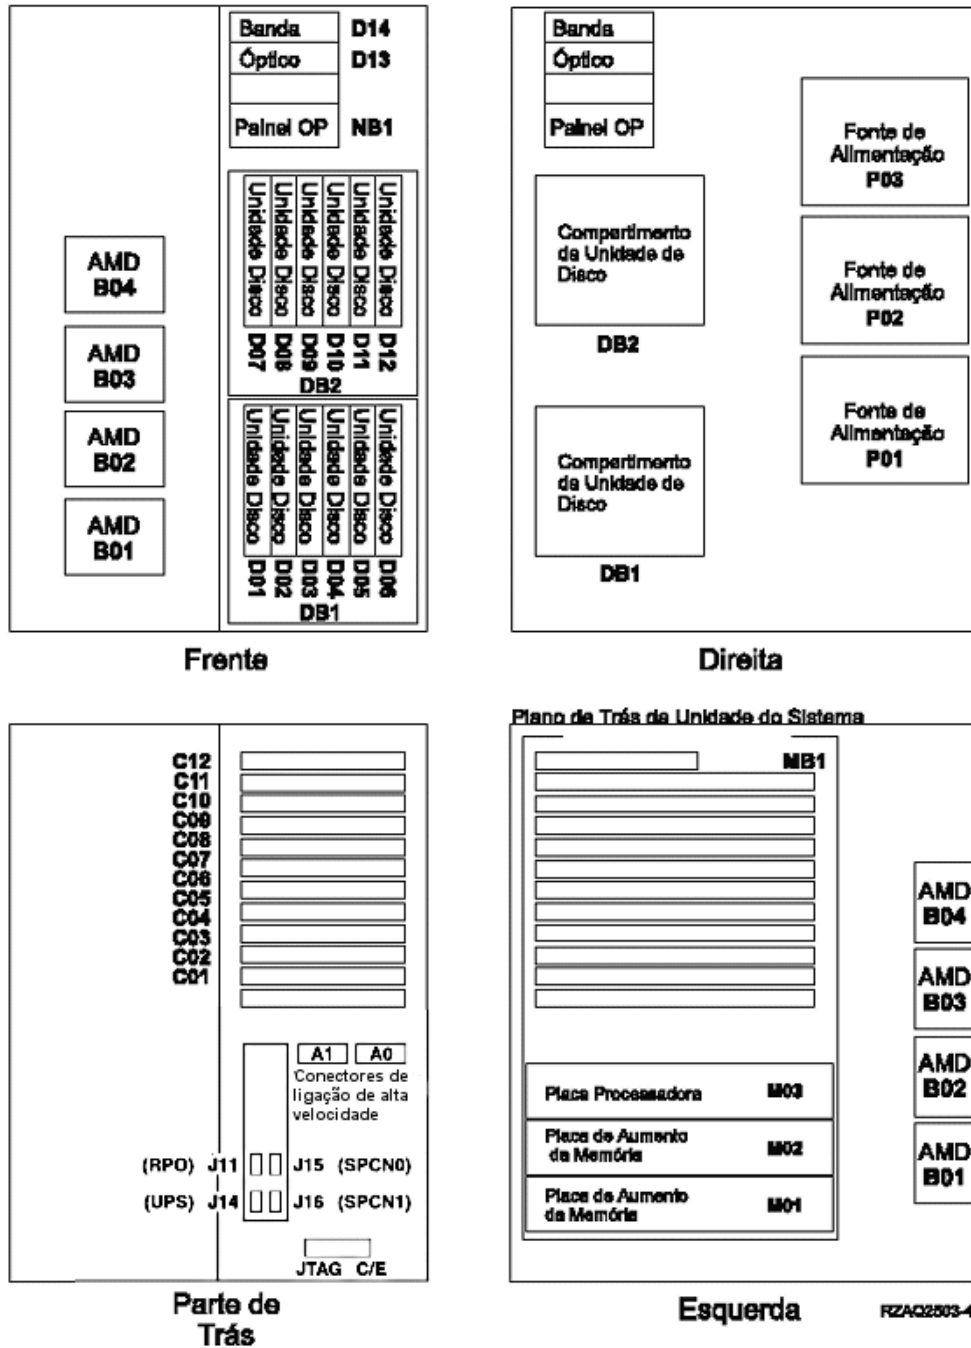 Banda D14
Óptico D13
Painel OP NB1
Unidade Disco Unidade Disco Unidade Disco Unidade Disco Unidade Disco Unidade Disco
D07 D08 D09 D10 D11 D12
DB2
Unidade Disco Unidade Disco Unidade Disco Unidade Disco Unidade Disco Unidade Disco
D01 D02 D03 D04 D05 D06
DB1
AMD
B04
AMD
B03
AMD
B02
AMD
B01
Frente
Banda
Óptico
Painel OP
Compartimento
da Unidade de
Disco
DB2
Compartimento
da Unidade de
Disco
DB1
Fonte de
Alimentação
P03
Fonte de
Alimentação
P02
Fonte de
Alimentação
P01
Direita
C12
C11
C10
C09
C08
C07
C06
C05
C04
C03
C02
C01
A1 A0
Conectores de
ligação de alta
velocidade
(RPO) J11 J15 (SPCN0)
(UPS) J14 J16 (SPCN1)
JTAG C/E
Parte de
Trás
Plano de Trás da Unidade do Sistema
MB1
Placa Processadora M03
Placa de Aumento
da Memória M02
Placa de Aumento
da Memória M01
AMD
B04
AMD
B03
AMD
B02
AMD
B01
Esquerda
RZAQ2503-4